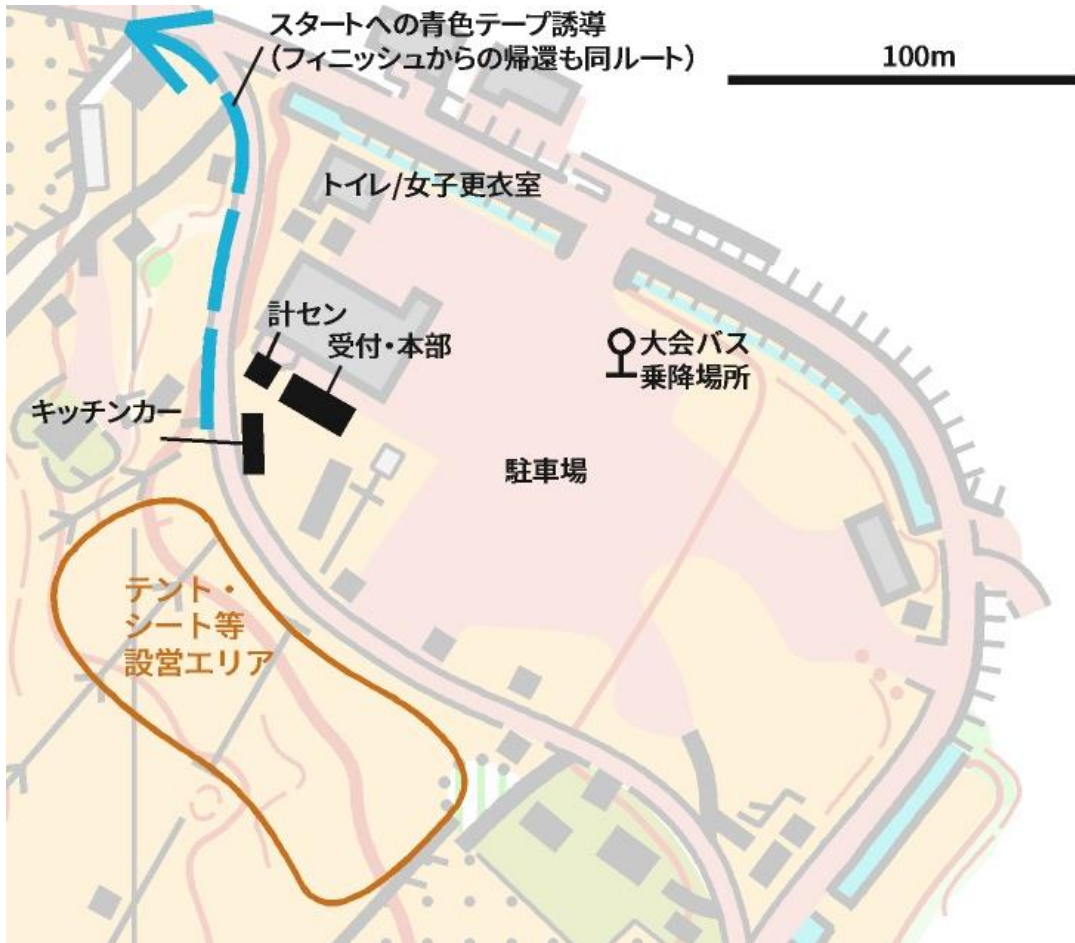 スタートへの青色テープ誘導
（フィニッシュからの帰還も同ルート）
100m
トイレ/女子更衣室
計セン
受付・本部
大会バス
乗降場所
キッチンカー
駐車場
テント・
シート等
設営エリア